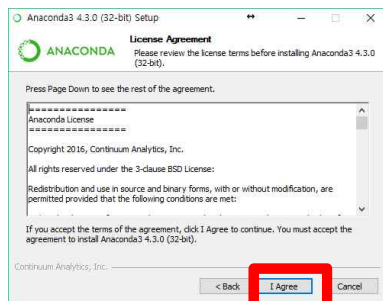 Anaconda3 4.3.0 (32-bit) Setup
ANACONDA
License Agreement
Please review the license terms before installing Anaconda3 4.3.0
(32-bit).
Press Page Down to see the rest of the agreement.
================
Anaconda License
================
Copyright 2016, Continuum Analytics, Inc.
All rights reserved under the 3-clause BSD License:
Redistribution and use in source and binary forms, with or without modification, are
permitted provided that the following conditions are met:
If you accept the terms of the agreement, click I Agree to continue. You must accept the
agreement to install Anaconda3 4.3.0 (32-bit).
Continuum Analytics, Inc.
< Back
I Agree
Cancel